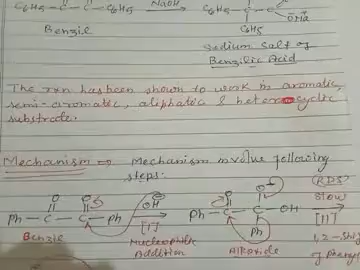 C6H5 - C - C - C6H5 NaOH C6H5 - C - C
O
ONa
C6H5
Benzil
Sodium Salt of
Benzilic Acid
The rxn has been shown to work in aromatic,
semi-aromatic, aliphatic & heterocyclic
substrate.
Mechanism → Mechanism involve following
steps:
O O OH O O (RDS)
Ph - C - C - Ph [I] Ph - C - C - OH slow
Ph [II]
Benzil Nucleophilic Alkoxide 1,2-Shi
Addition of pheny